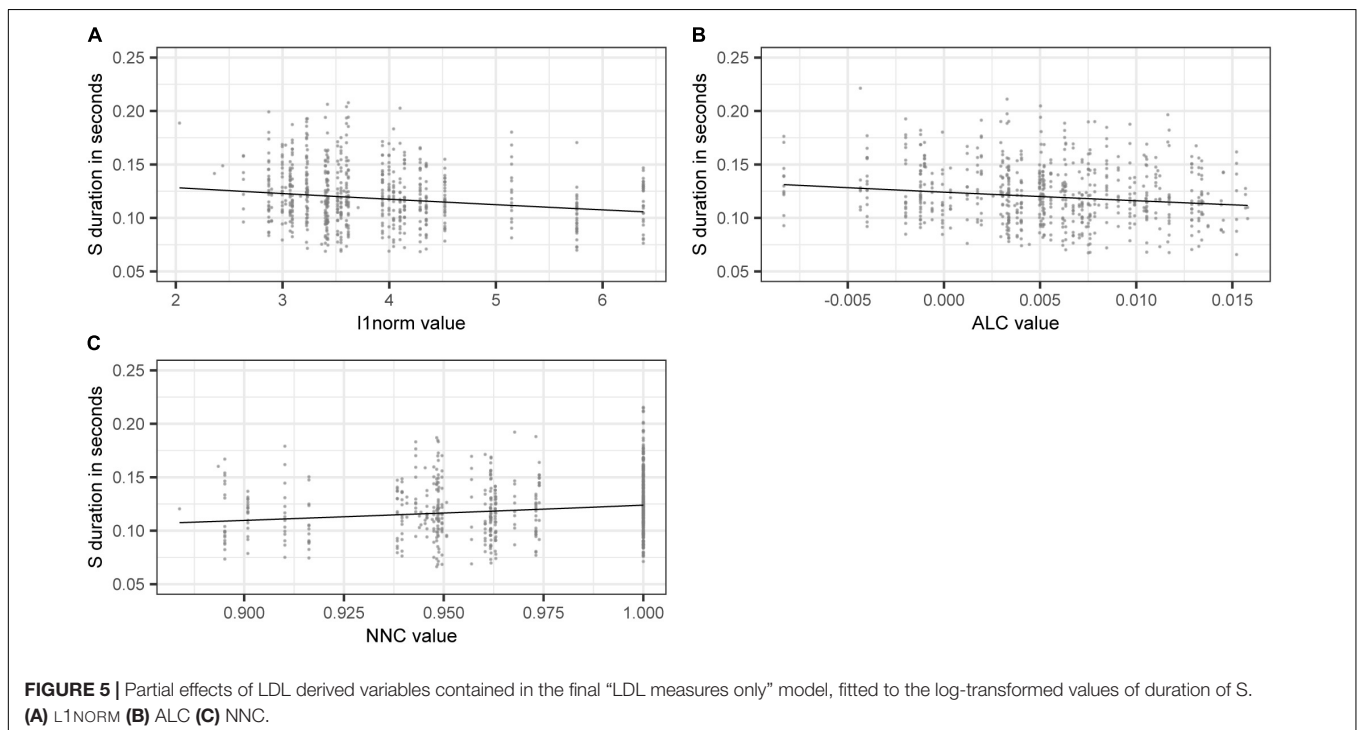 A
0.25
0.20
0.15
0.10
0.05
S duration in seconds
2 3 4 5 6
l1norm value
B
0.25
0.20
0.15
0.10
0.05
S duration in seconds
-0.005 0.000 0.005 0.010 0.015
ALC value
C
0.25
0.20
0.15
0.10
0.05
S duration in seconds
0.900 0.925 0.950 0.975 1.000
NNC value
FIGURE 5 | Partial effects of LDL derived variables contained in the final “LDL measures only” model, fitted to the log-transformed values of duration of S.
(A) L1NORM (B) ALC (C) NNC.